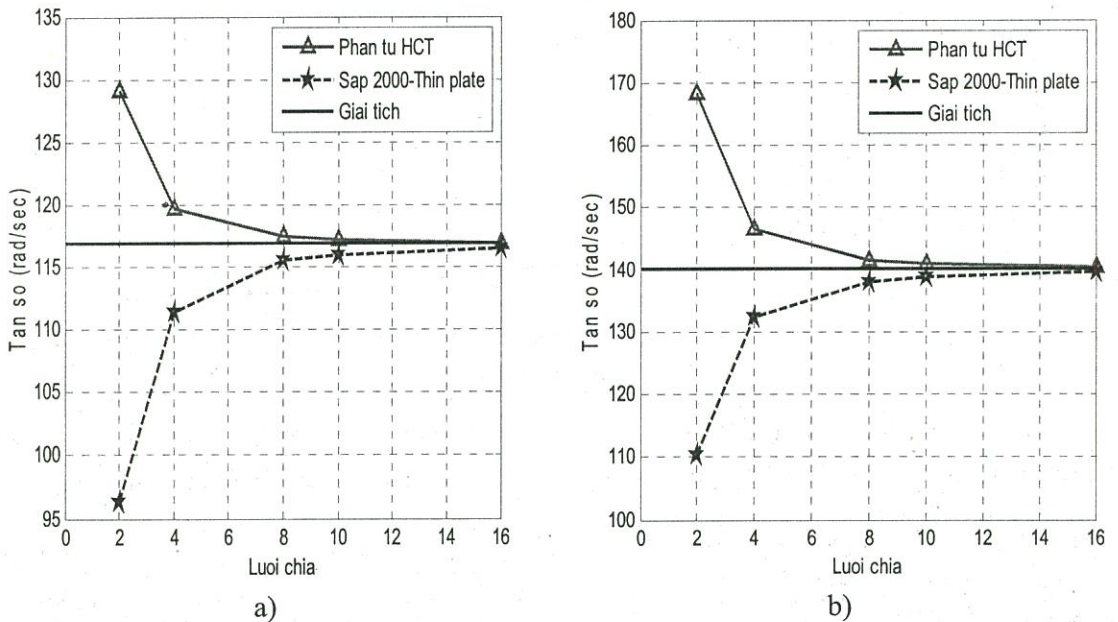 135
130
125
120
115
110
105
100
95
0 2 4 6 8 10 12 14 16
Tan so (rad/sec)
Luoi chia
Phan tu HCT
Sap 2000-Thin plate
Giai tich
a)
180
170
160
150
140
130
120
110
100
0 2 4 6 8 10 12 14 16
Tan so (rad/sec)
Luoi chia
Phan tu HCT
Sap 2000-Thin plate
Giai tich
b)